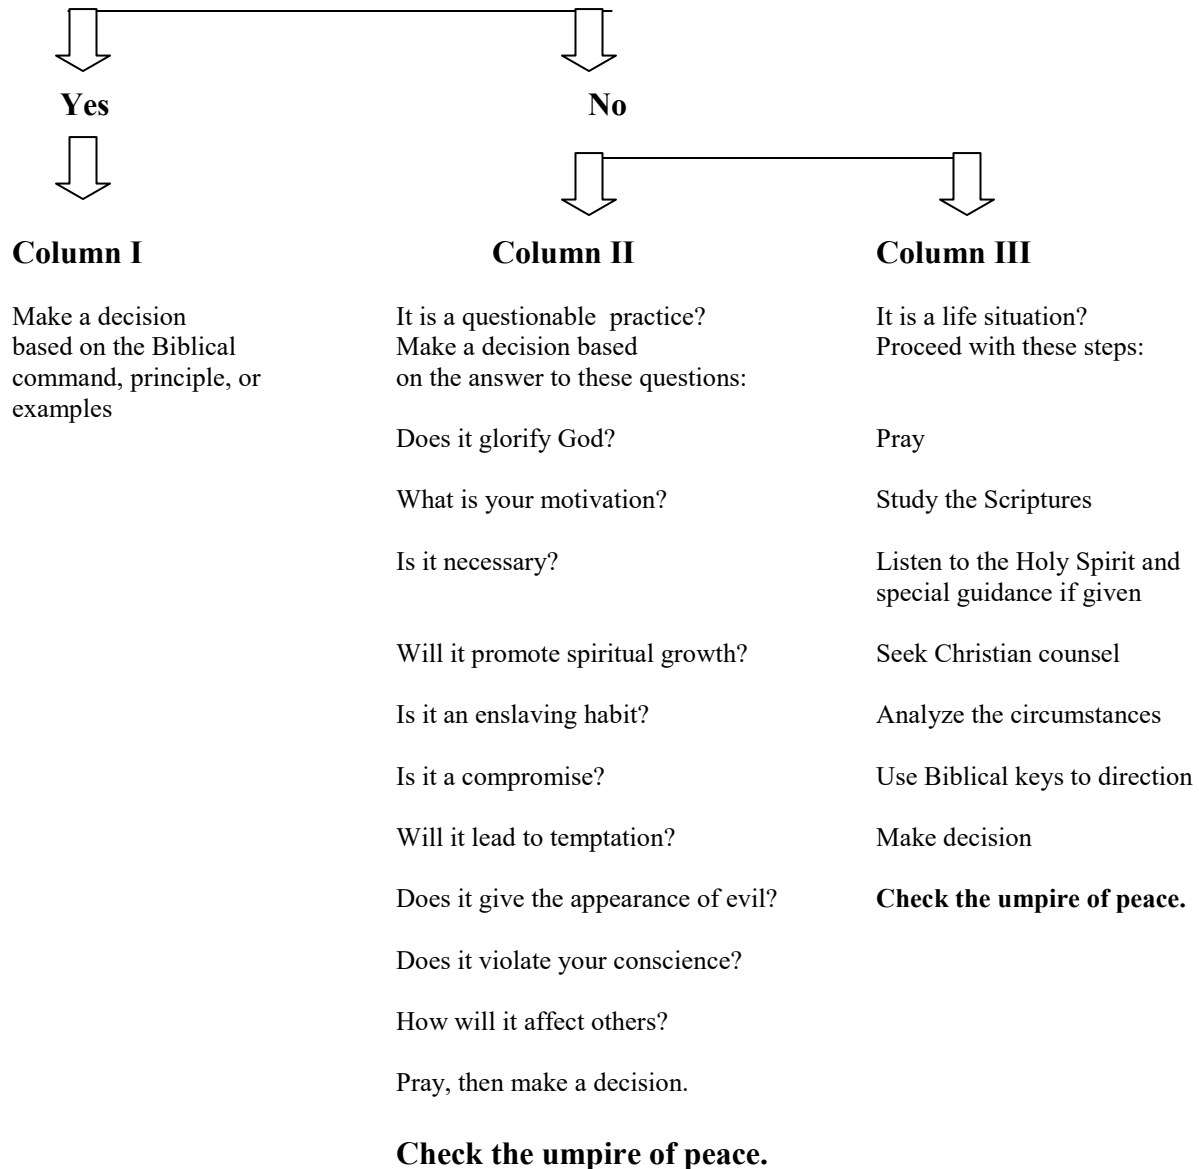 Yes
No
Column I
Make a decision
based on the Biblical
command, principle, or
examples
Column II
It is a questionable  practice?
Make a decision based
on the answer to these questions:
Does it glorify God?
What is your motivation?
Is it necessary?
Will it promote spiritual growth?
Is it an enslaving habit?
Is it a compromise?
Will it lead to temptation?
Does it give the appearance of evil?
Does it violate your conscience?
How will it affect others?
Pray, then make a decision.
Check the umpire of peace.
Column III
It is a life situation?
Proceed with these steps:
Pray
Study the Scriptures
Listen to the Holy Spirit and
special guidance if given
Seek Christian counsel
Analyze the circumstances
Use Biblical keys to direction
Make decision
Check the umpire of peace.